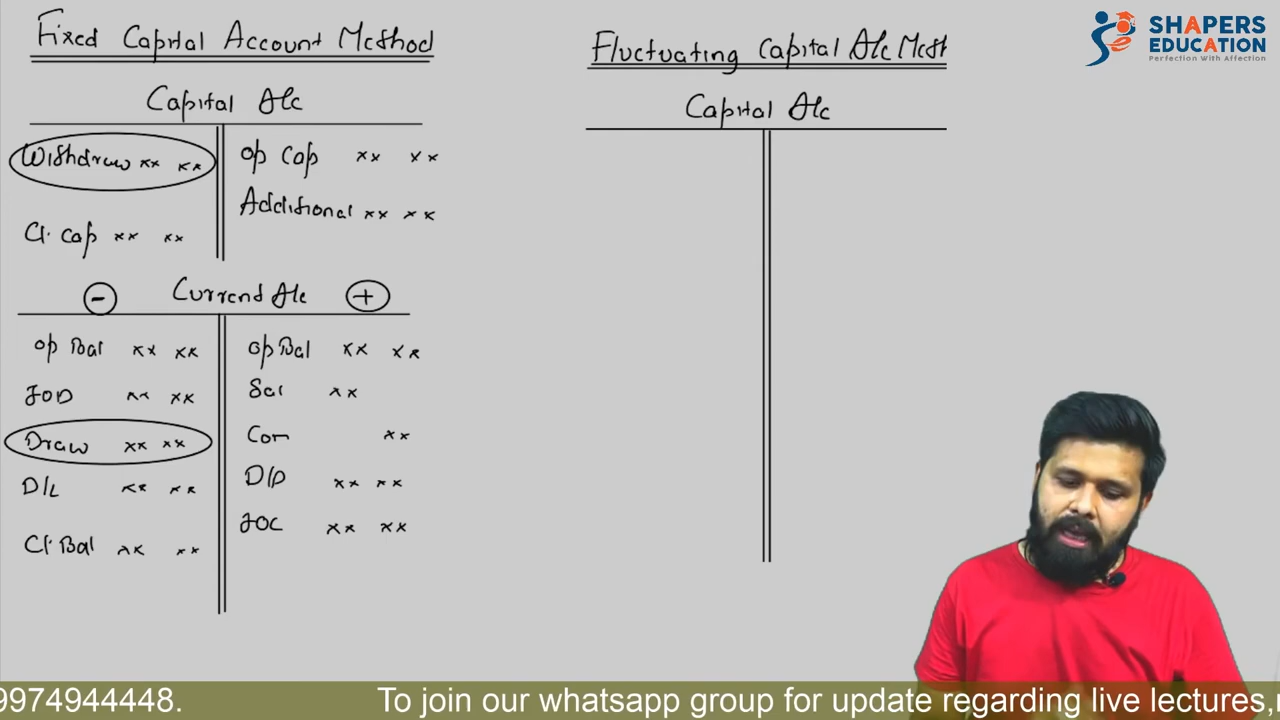 Fixed Capital Account Method
Capital A/c
Withdraw xx xx
op cap xx xx
Additional xx xx
Cl. cap xx xx
- Current A/c +
op Bal xx xx
op Bal xx xx
IOD xx xx
Sal xx
Draw xx xx
Com xx
D/L xx xx
D/P xx xx
IOC xx xx
Cl. Bal xx xx
Fluctuating Capital A/c Meth
Capital A/c
SHAPERS
EDUCATION
Perfection With Affection
9974944448. To join our whatsapp group for update regarding live lectures,